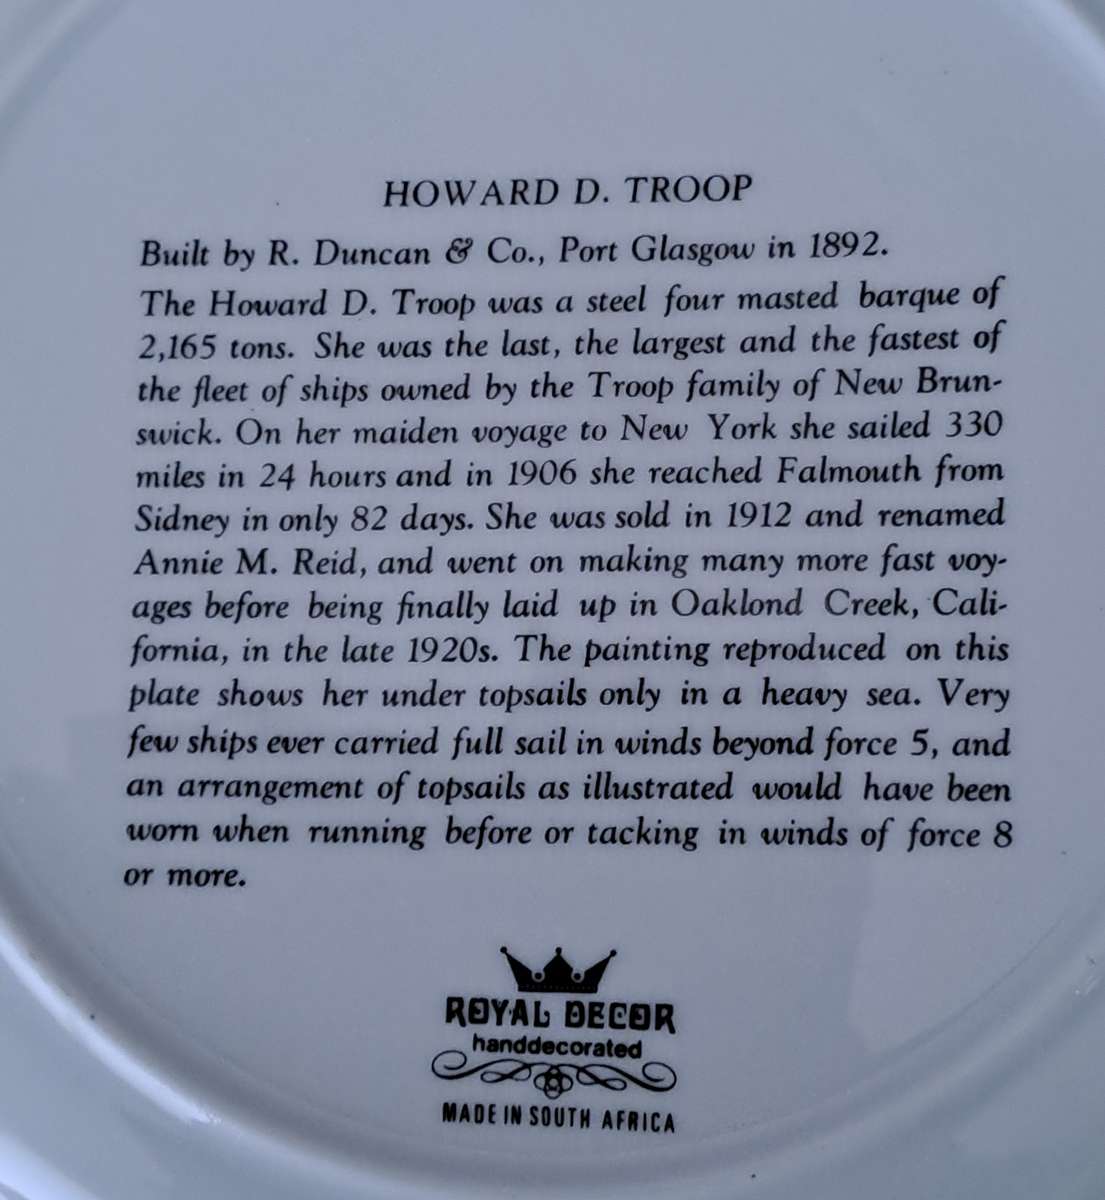 HOWARD D. TROOP
Built by R. Duncan & Co., Port Glasgow in 1892.
The Howard D. Troop was a steel four masted barque of
2,165 tons. She was the last, the largest and the fastest of
the fleet of ships owned by the Troop family of New Brun-
swick. On her maiden voyage to New York she sailed 330
miles in 24 hours and in 1906 she reached Falmouth from
Sidney in only 82 days. She was sold in 1912 and renamed
Annie M. Reid, and went on making many more fast voy-
ages before being finally laid up in Oaklond Creek, Cali-
fornia, in the late 1920s. The painting reproduced on this
plate shows her under topsails only in a heavy sea. Very
few ships ever carried full sail in winds beyond force 5, and
an arrangement of topsails as illustrated would have been
worn when running before or tacking in winds of force 8
or more.
ROYAL DECOR
handdecorated
MADE IN SOUTH AFRICA